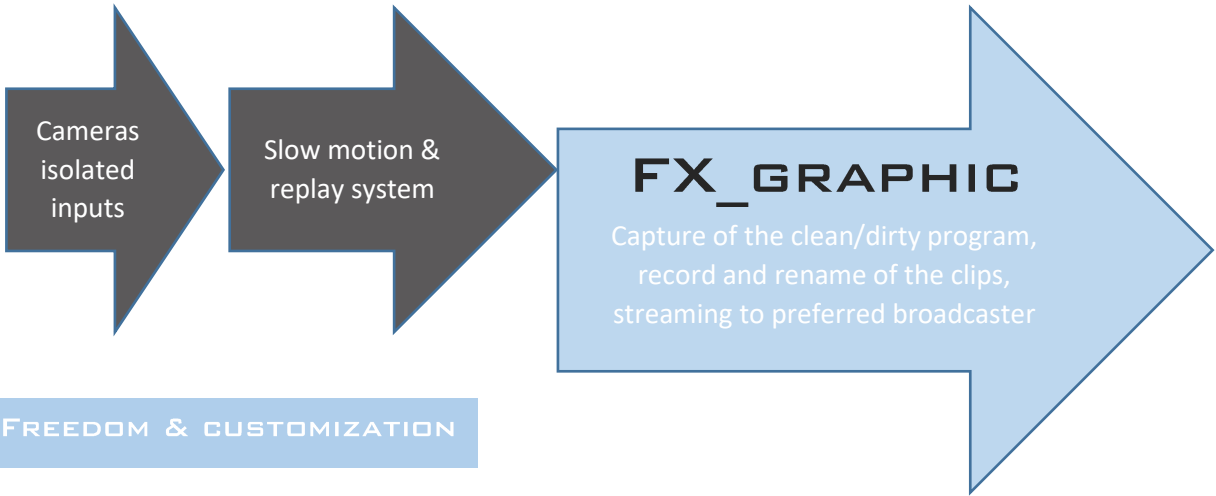 Cameras
isolated
inputs
Slow motion &
replay system
FX_GRAPHIC
Capture of the clean/dirty program,
record and rename of the clips,
streaming to preferred broadcaster
FREEDOM & CUSTOMIZATION